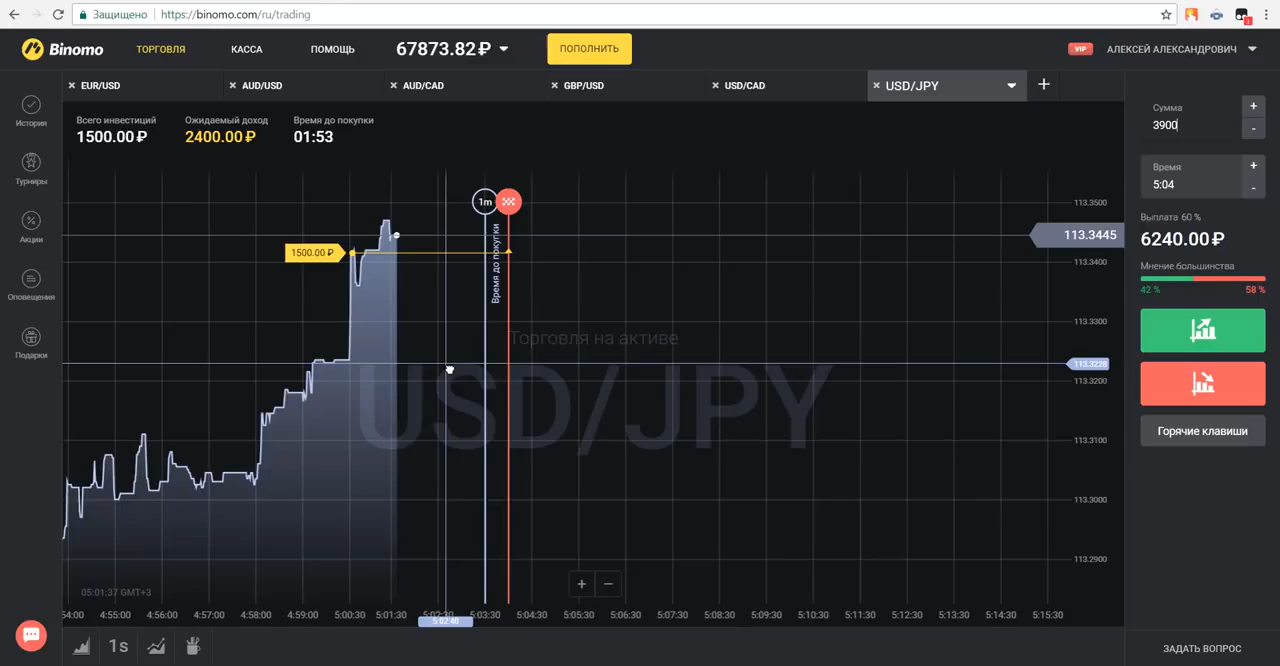 Защищено https://binomo.com/ru/trading
Binomo ТОРГОВЛЯ КАССА ПОМОЩЬ 67873.82₽ ПОПОЛНИТЬ VIP АЛЕКСЕЙ АЛЕКСАНДРОВИЧ
× EUR/USD × AUD/USD × AUD/CAD × GBP/USD × USD/CAD × USD/JPY +
История
Турниры
Акции
Оповещения
Подарки
Всего инвестиций Ожидаемый доход Время до покупки
1500.00₽ 2400.00₽ 01:53
1m
Время до покупки
1500.00 ₽
Торговля на активе
USD/JPY
113.3500
113.3445
113.3400
113.3300
113.3228
113.3200
113.3100
113.3000
113.2900
05:01:37 GMT+3
+ −
54:00 4:55:00 4:56:00 4:57:00 4:58:00 4:59:00 5:00:30 5:01:30 5:02:30 5:03:30 5:04:30 5:05:30 5:06:30 5:07:30 5:08:30 5:09:30 5:10:30 5:11:30 5:12:30 5:13:30 5:14:30 5:15:30
5:02:40
1s
Сумма
3900
+
-
Время
5:04
+
-
Выплата 60 %
6240.00₽
Мнение большинства
42 % 58 %
Горячие клавиши
ЗАДАТЬ ВОПРОС